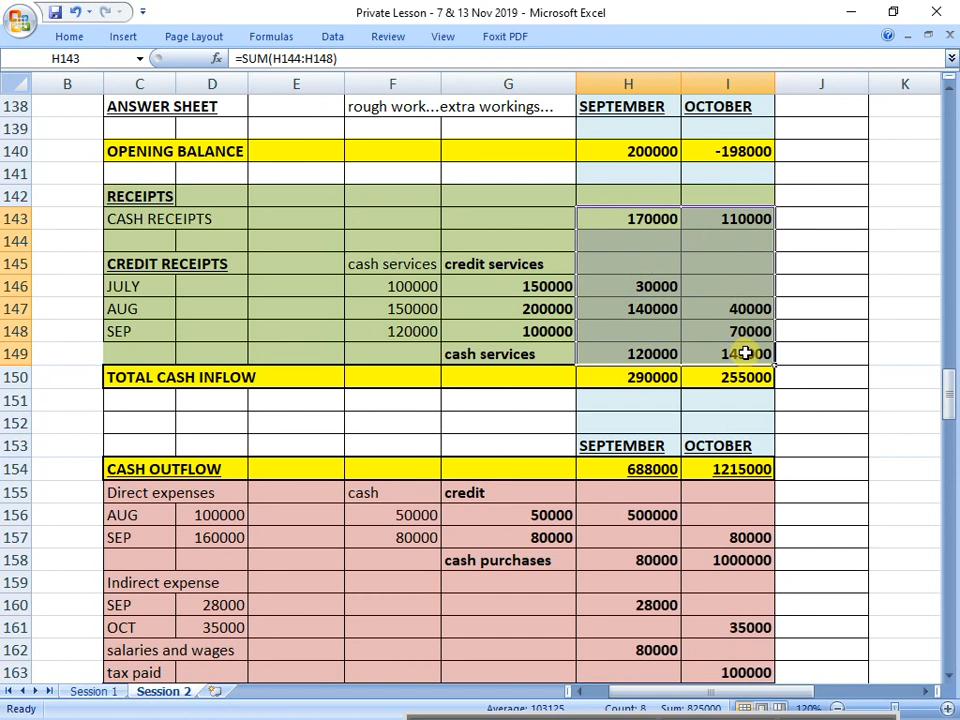 Private Lesson - 7 & 13 Nov 2019 - Microsoft Excel
Home Insert Page Layout Formulas Data Review View Foxit PDF
H143 fx =SUM(H144:H148)
B C D E F G H I J K
138 ANSWER SHEET rough work...extra workings... SEPTEMBER OCTOBER
139
140 OPENING BALANCE 200000 -198000
141
142 RECEIPTS
143 CASH RECEIPTS 170000 110000
144
145 CREDIT RECEIPTS cash services credit services
146 JULY 100000 150000 30000
147 AUG 150000 200000 140000 40000
148 SEP 120000 100000 70000
149 cash services 120000
150 TOTAL CASH INFLOW 290000 255000
151
152
153 SEPTEMBER OCTOBER
154 CASH OUTFLOW 688000 1215000
155 Direct expenses cash credit
156 AUG 100000 50000 50000 500000
157 SEP 160000 80000 80000 80000
158 cash purchases 80000 1000000
159 Indirect expense
160 SEP 28000 28000
161 OCT 35000 35000
162 salaries and wages 80000
163 tax paid 100000
Session 1 Session 2
Ready Average: 103125 Count: 8 Sum: 825000 120%